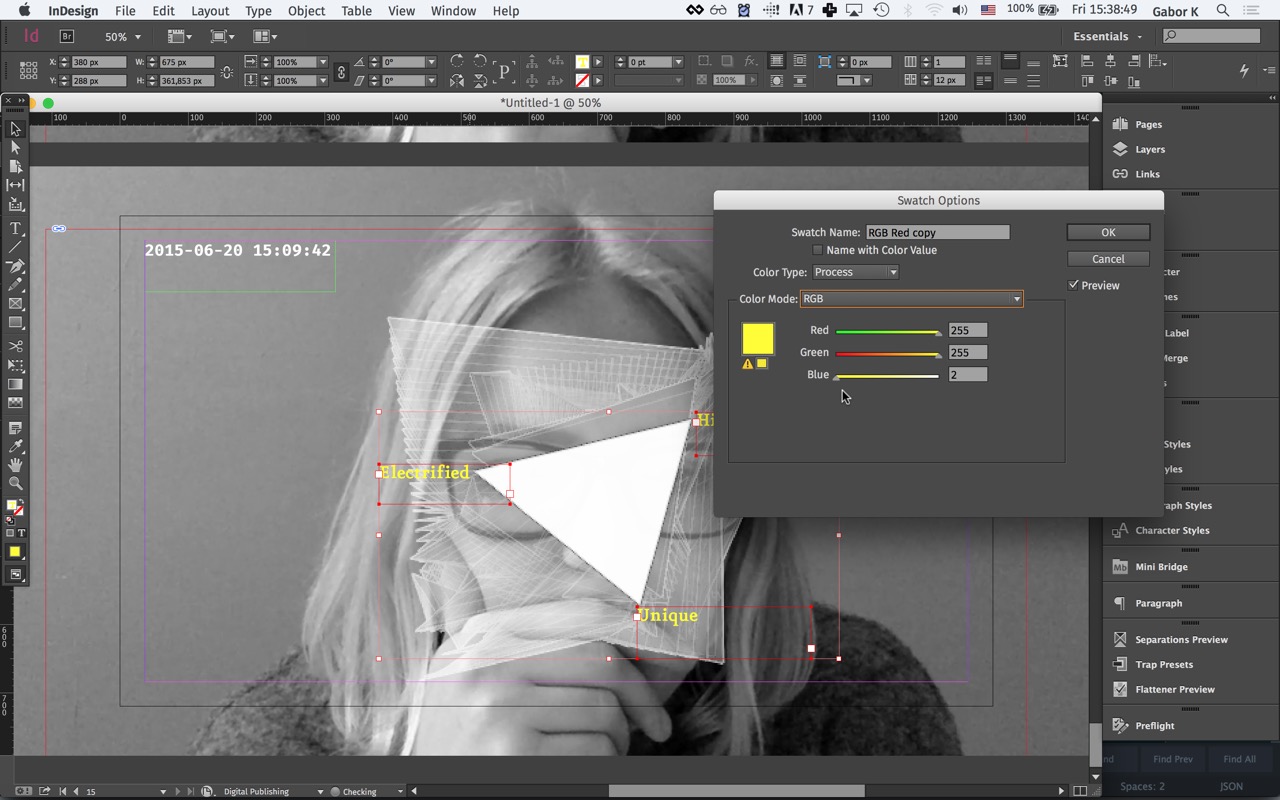 InDesign File Edit Layout Type Object Table View Window Help 7 100% Fri 15:38:49 Gabor K
Id Br 50% Essentials
X: 380 px W: 675 px 100% 0° P T 0 pt fx. 0 px 1
Y: 288 px H: 361,853 px 100% 0° 100% 12 px
*Untitled-1 @ 50%
100 0 100 200 300 400 500 600 700 800 900 1000 1100 1200 1300 140
Pages
Layers
Links
Swatch Options
Swatch Name: RGB Red copy OK
Name with Color Value
Cancel
Color Type: Process
Preview
Color Mode: RGB
Red 255
Green 255
Blue 2
2015-06-20 15:09:42
Hi
Electrified
Unique
cter
nes
Label
Merge
Styles
yles
graph Styles
Character Styles
Mb Mini Bridge
Paragraph
Separations Preview
Trap Presets
Flattener Preview
Preflight
600
700
nd Find Prev Find All
Spaces: 2 JSON
15 Digital Publishing Checking